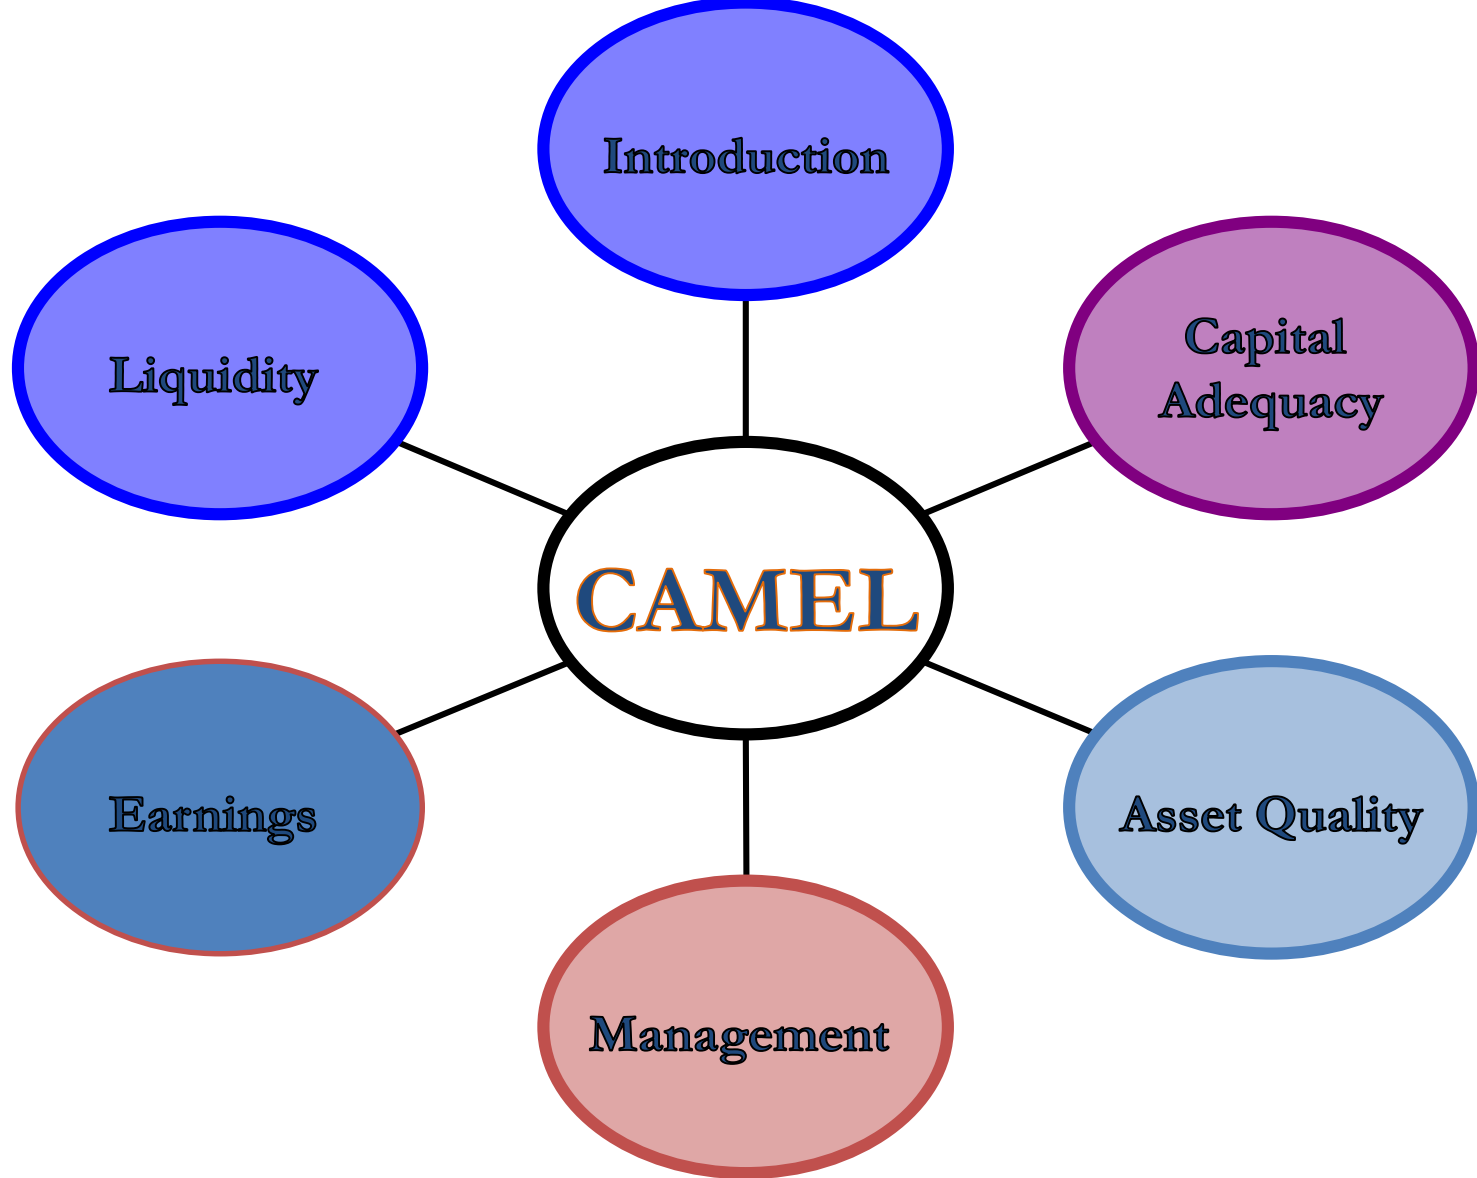 Introduction
Capital
Adequacy
Liquidity
CAMEL
Earnings
Asset Quality
Management